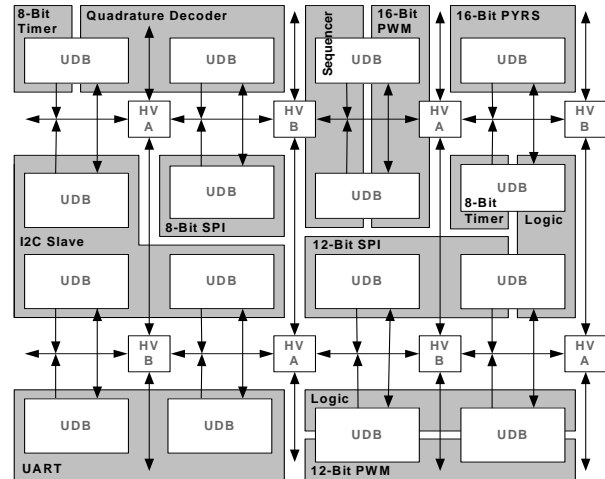 8-Bit
Timer
Quadrature Decoder
Sequencer
16-Bit
PWM
16-Bit PYRS
UDB
UDB
UDB
UDB
HV
A
HV
B
HV
A
HV
B
UDB
UDB
UDB
UDB
8-Bit SPI
8-Bit
Timer
Logic
I2C Slave
12-Bit SPI
UDB
UDB
UDB
UDB
HV
B
HV
A
HV
B
HV
A
Logic
UDB
UDB
UDB
UDB
UART
12-Bit PWM